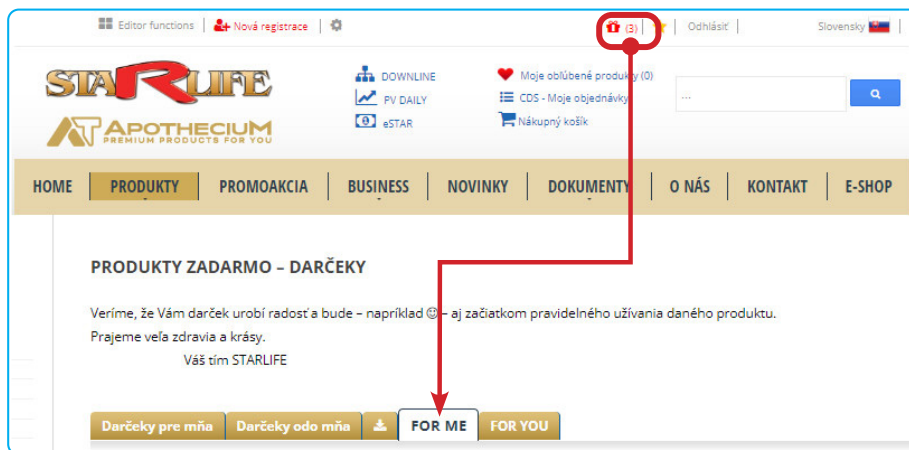 Editor functions | Nová registrace |
(3) | Odhlásiť | Slovensky |
STARLIFE
APOTHECIUM
PREMIUM PRODUCTS FOR YOU
DOWNLINE
PV DAILY
eSTAR
Moje obľúbené produkty (0)
CDS - Moje objednávky
Nákupný košík
...
HOME | PRODUKTY | PROMOAKCIA | BUSINESS | NOVINKY | DOKUMENTY | O NÁS | KONTAKT | E-SHOP
PRODUKTY ZADARMO – DARČEKY
Veríme, že Vám darček urobí radosť a bude – napríklad ☺ – aj začiatkom pravidelného užívania daného produktu.
Prajeme veľa zdravia a krásy.
Váš tím STARLIFE
Darčeky pre mňa | Darčeky odo mňa | FOR ME | FOR YOU